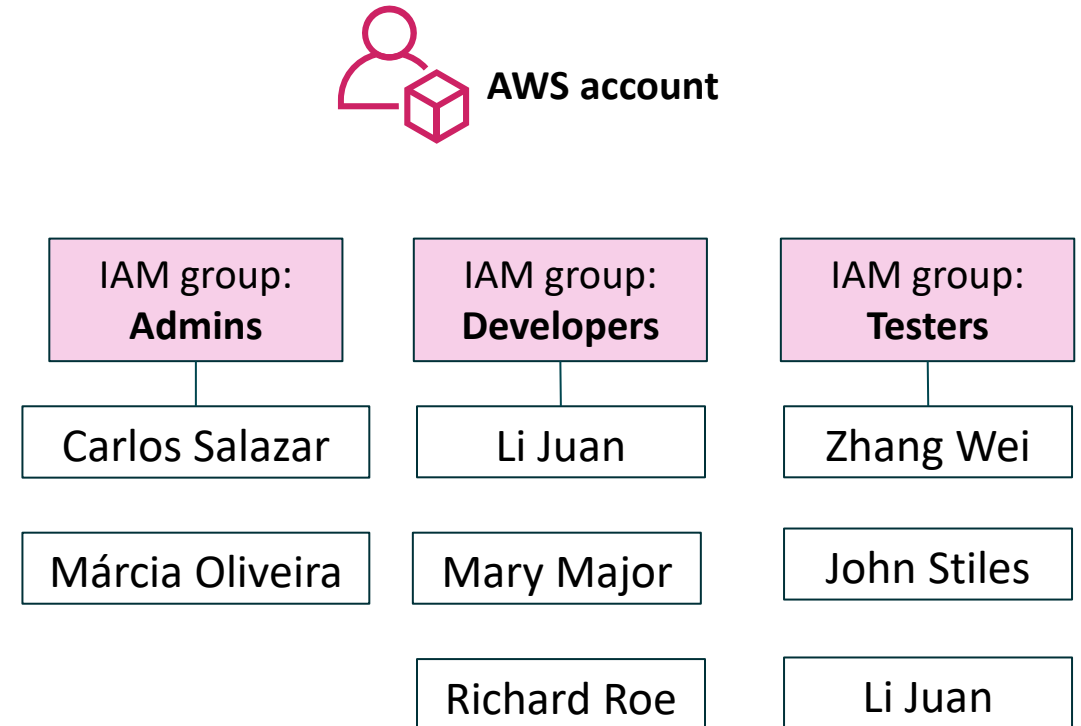 AWS account
IAM group:
Admins
IAM group:
Developers
IAM group:
Testers
Carlos Salazar
Li Juan
Zhang Wei
Márcia Oliveira
Mary Major
John Stiles
Richard Roe
Li Juan